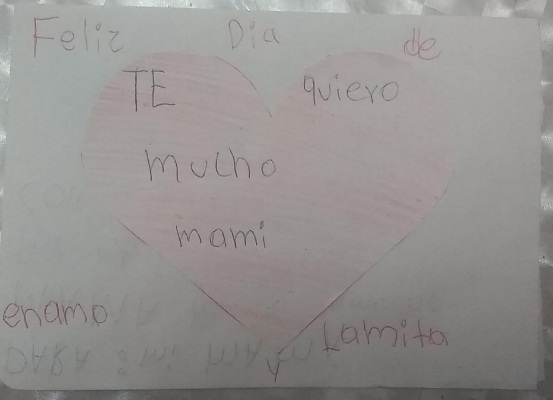 Feliz Dia de
TE quiero
mucho
mami
enamo
y Lamita